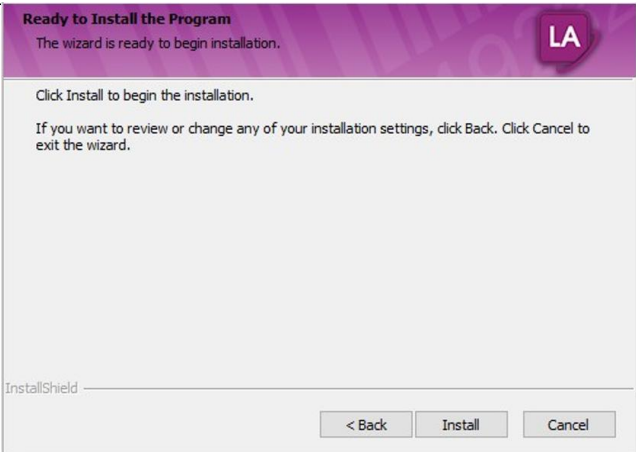 Ready to Install the Program
The wizard is ready to begin installation.
LA
Click Install to begin the installation.
If you want to review or change any of your installation settings, click Back. Click Cancel to
exit the wizard.
InstallShield
< Back
Install
Cancel